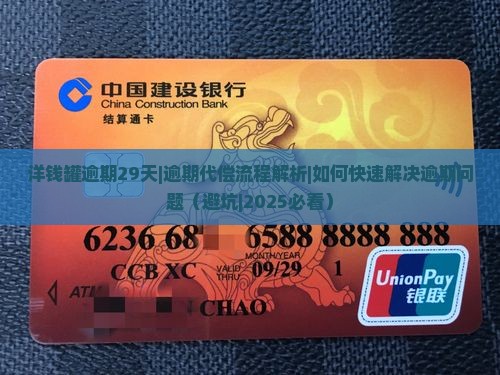 中国建设银行
China Construction Bank
结算通卡
洋钱罐逾期29天|逾期代偿流程解析|如何快速解决逾期问
题（避坑|2025必看）
6236 68 6588 8888 888
MONTH/YEAR
CCB XC VALID THRU 09/29 1
ATM
CHAO
UnionPay
银联